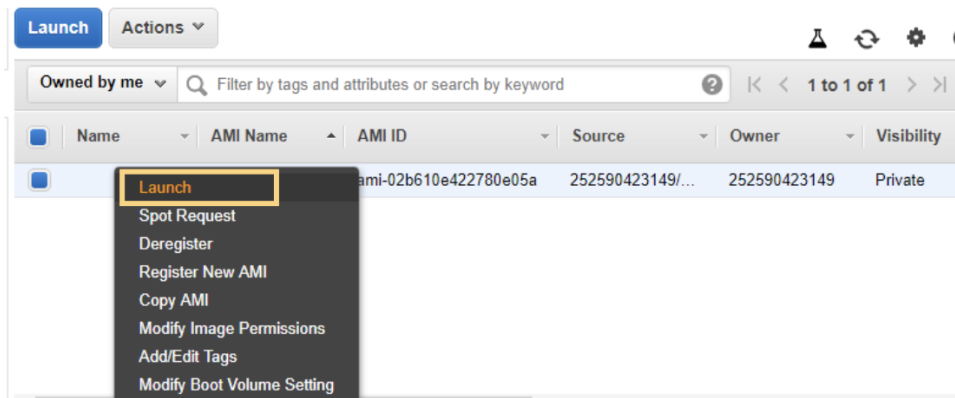 Launch Actions
Owned by me Filter by tags and attributes or search by keyword 1 to 1 of 1
Name AMI Name AMI ID Source Owner Visibility
ami-02b610e422780e05a 252590423149/... 252590423149 Private
Launch
Spot Request
Deregister
Register New AMI
Copy AMI
Modify Image Permissions
Add/Edit Tags
Modify Boot Volume Setting